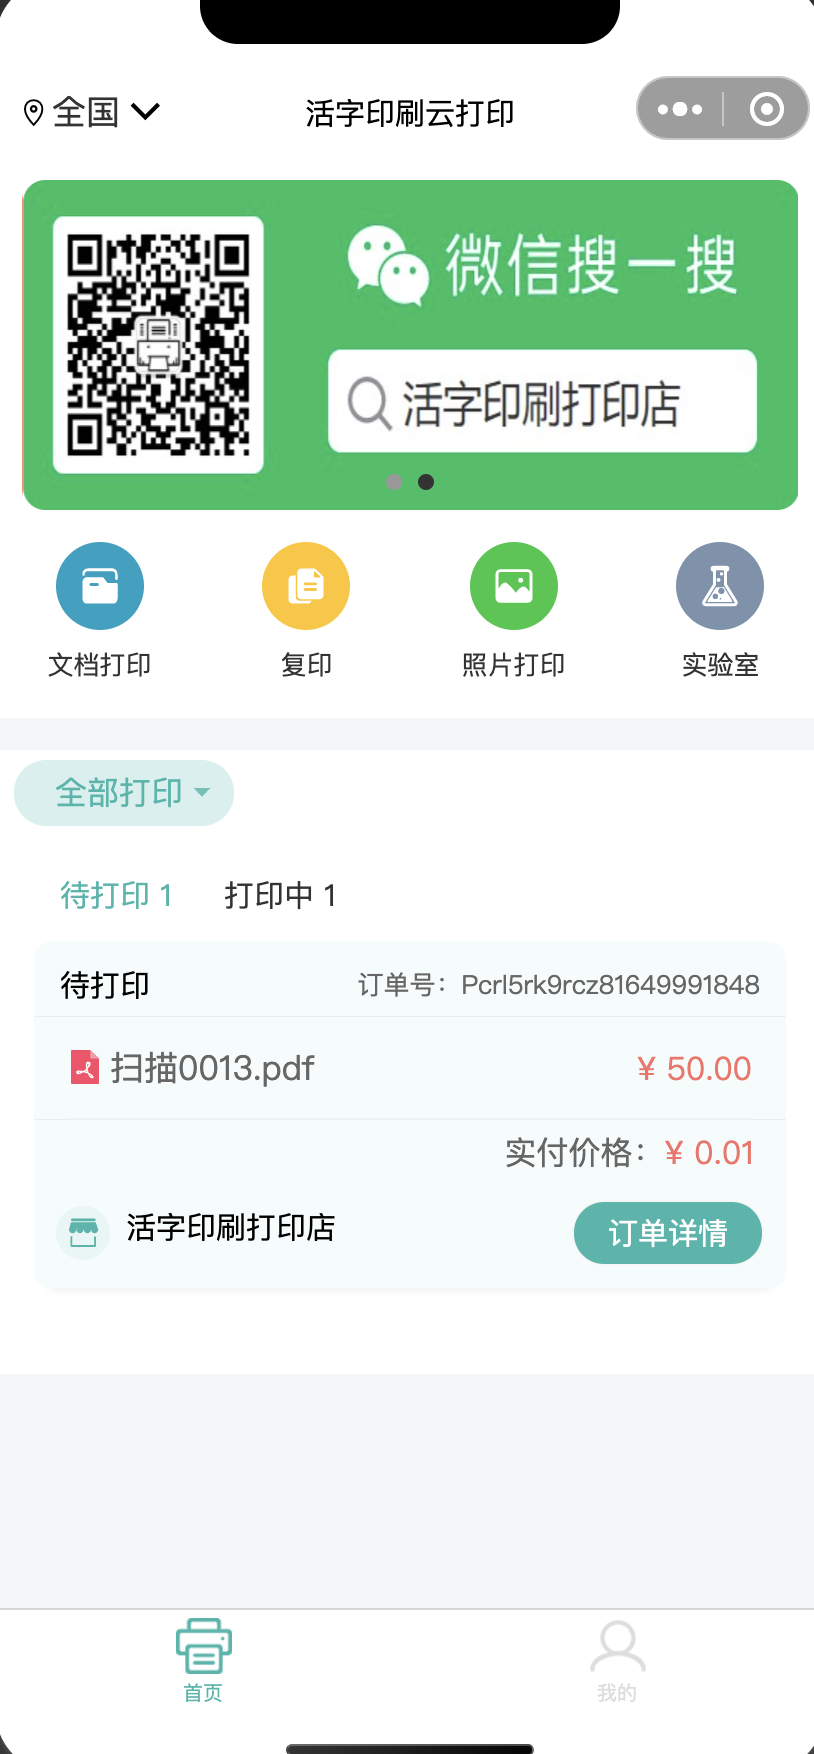 全国
活字印刷云打印
微信搜一搜
活字印刷打印店
文档打印
复印
照片打印
实验室
全部打印
待打印 1
打印中 1
待打印
订单号：Pcrl5rk9rcz81649991848
扫描0013.pdf
¥ 50.00
实付价格：¥ 0.01
活字印刷打印店
订单详情
首页
我的